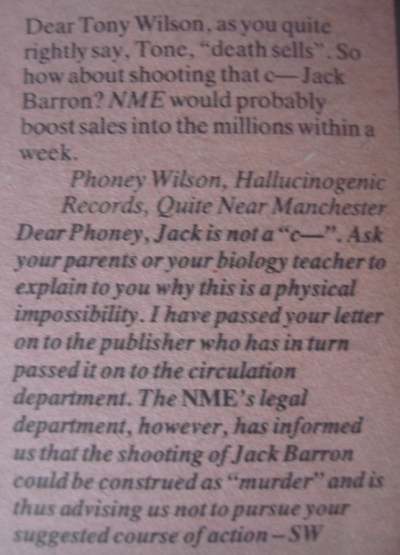 Dear Tony Wilson, as you quite
rightly say, Tone, “death sells”. So
how about shooting that c— Jack
Barron? NME would probably
boost sales into the millions within a
week.
Phoney Wilson, Hallucinogenic
Records, Quite Near Manchester
Dear Phoney, Jack is not a “c—”. Ask
your parents or your biology teacher to
explain to you why this is a physical
impossibility. I have passed your letter
on to the publisher who has in turn
passed it on to the circulation
department. The NME’s legal
department, however, has informed
us that the shooting of Jack Barron
could be construed as “murder” and is
thus advising us not to pursue your
suggested course of action – SW